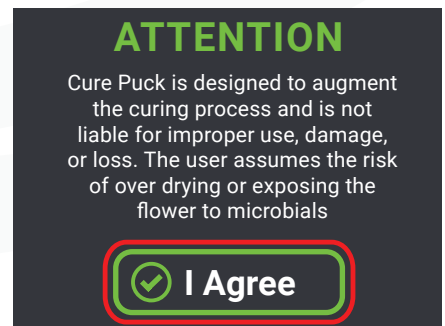 ATTENTION
Cure Puck is designed to augment
the curing process and is not
liable for improper use, damage,
or loss. The user assumes the risk
of over drying or exposing the
flower to microbials
I Agree